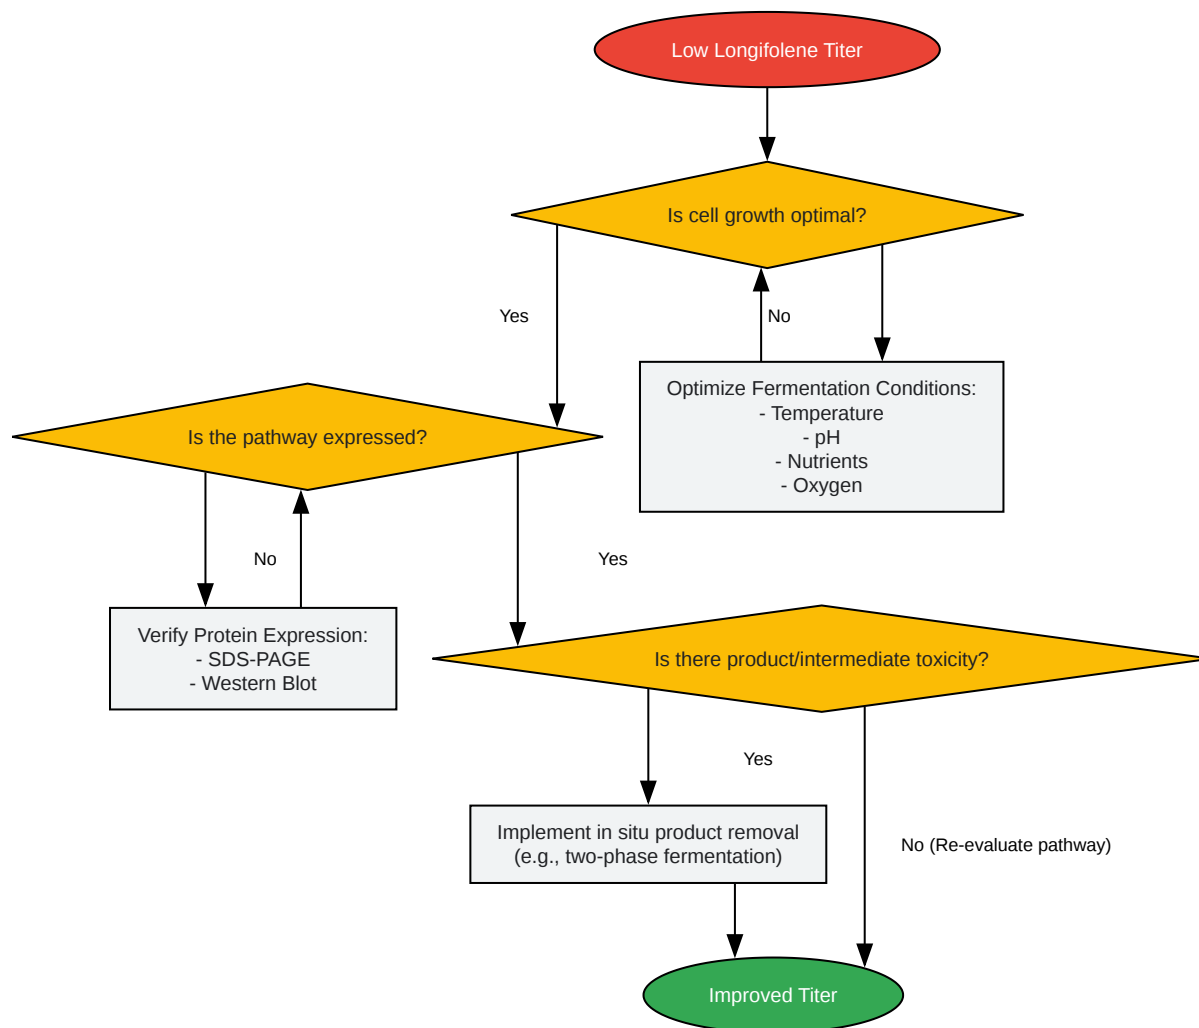 Low Longifolene Titer
Is cell growth optimal?
Yes
No
Optimize Fermentation Conditions:
- Temperature
- pH
- Nutrients
- Oxygen
Is the pathway expressed?
No
Yes
Verify Protein Expression:
- SDS-PAGE
- Western Blot
Is there product/intermediate toxicity?
Yes
Implement in situ product removal
(e.g., two-phase fermentation)
No (Re-evaluate pathway)
Improved Titer